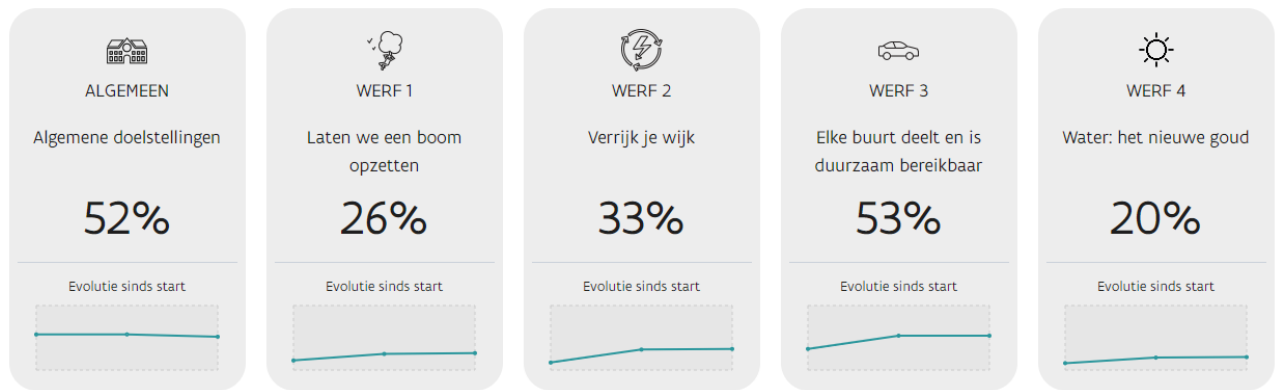 ALGEMEEN
Algemene doelstellingen
52%
Evolutie sinds start
WERF 1
Laten we een boom
opzetten
26%
Evolutie sinds start
WERF 2
Verrijk je wijk
33%
Evolutie sinds start
WERF 3
Elke buurt deelt en is
duurzaam bereikbaar
53%
Evolutie sinds start
WERF 4
Water: het nieuwe goud
20%
Evolutie sinds start